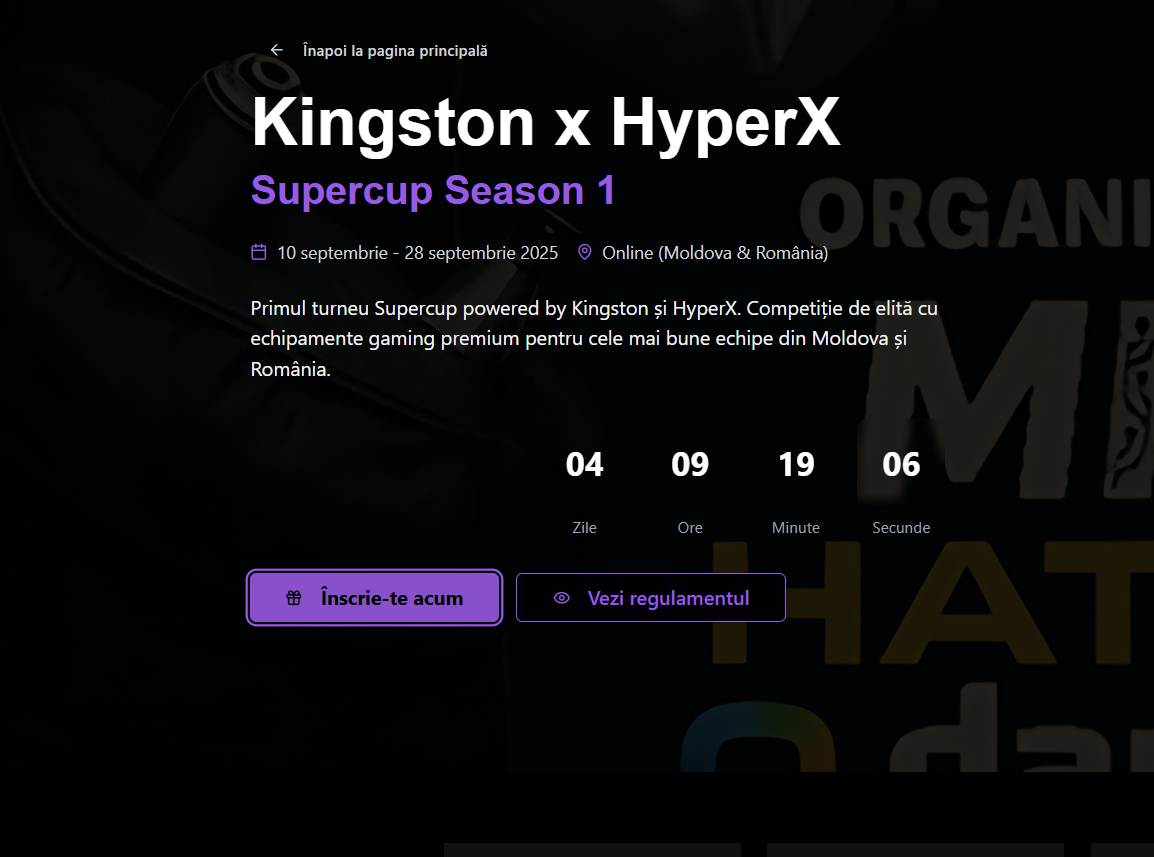 Înapoi la pagina principală
Kingston x HyperX
Supercup Season 1
10 septembrie - 28 septembrie 2025 Online (Moldova & România)
ORGANI
Primul turneu Supercup powered by Kingston și HyperX. Competiție de elită cu
echipamente gaming premium pentru cele mai bune echipe din Moldova și
România.
04 09 19 06
Zile Ore Minute Secunde
HAT
Înscrie-te acum Vezi regulamentul